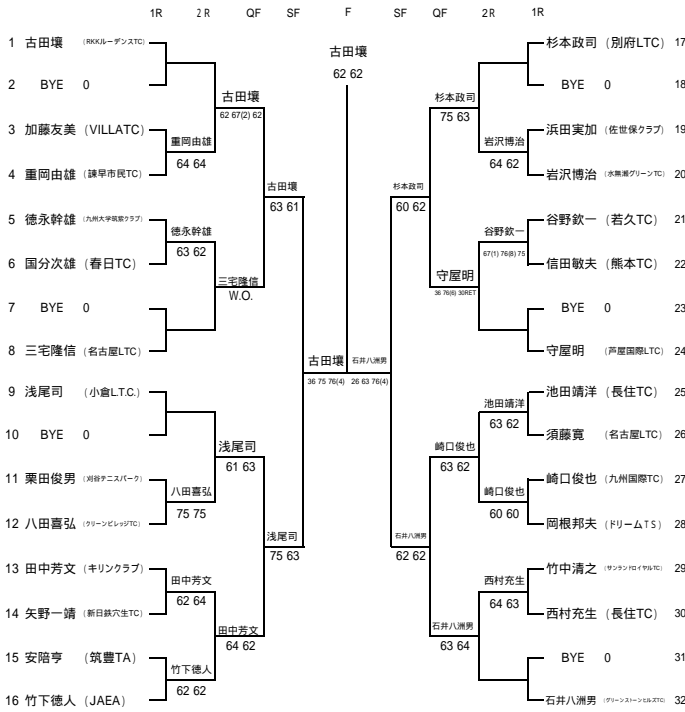 1R 2R QF SF F SF QF 2R 1R
1 古田壌 (RKKルーデンスTC)
2 BYE 0
3 加藤友美 (VILLATC)
4 重岡由雄 (諫早市民TC)
5 徳永幹雄 (九州大学筑紫クラブ)
6 国分次雄 (春日TC)
7 BYE 0
8 三宅隆信 (名古屋LTC)
9 浅尾司 (小倉L.T.C.)
10 BYE 0
11 栗田俊男 (刈谷テニスパーク)
12 八田喜弘 (グリーンビレッジTC)
13 田中芳文 (キリンクラブ)
14 矢野一靖 (新日鉄穴生TC)
15 安陪亨 (筑豊TA)
16 竹下徳人 (JAEA)
重岡由雄
64 64
徳永幹雄
63 62
八田喜弘
75 75
田中芳文
62 64
竹下徳人
62 62
古田壌
62 67(2) 62
三宅隆信
W.O.
浅尾司
61 63
田中芳文
64 62
古田壌
63 61
浅尾司
75 63
古田壌
36 75 76(4)
古田壌
62 62
石井八洲男
26 63 76(4)
杉本政司
60 62
石井八洲男
62 62
杉本政司
75 63
守屋明
36 76(6) 30RET
崎口俊也
63 62
石井八洲男
63 64
岩沢博治
64 62
谷野欽一
67(1) 76(8) 75
池田靖洋
63 62
崎口俊也
60 60
西村充生
64 63
杉本政司 (別府LTC) 17
BYE 0 18
浜田実加 (佐世保クラブ) 19
岩沢博治 (水無瀬グリーンTC) 20
谷野欽一 (若久TC) 21
信田敏夫 (熊本TC) 22
BYE 0 23
守屋明 (芦屋国際LTC) 24
池田靖洋 (長住TC) 25
須藤寛 (名古屋LTC) 26
崎口俊也 (九州国際TC) 27
岡根邦夫 (ドリームTS) 28
竹中清之 (サンランドロイヤルTC) 29
西村充生 (長住TC) 30
BYE 0 31
石井八洲男 (グリーンストーンヒルズTC) 32